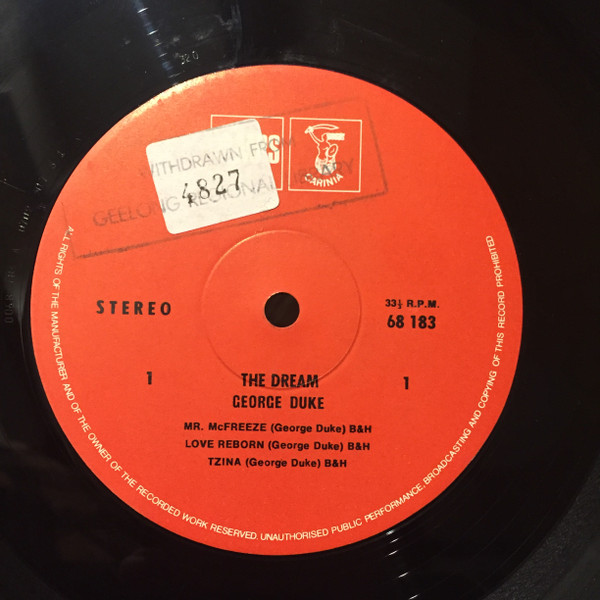 WITHDRAWN FROM
4827
GEELONG REGIONAL LIBRARY
CARINIA
STEREO
33⅓ R.P.M.
68 183
1
THE DREAM
1
GEORGE DUKE
MR. McFREEZE (George Duke) B&H
LOVE REBORN (George Duke) B&H
TZINA (George Duke) B&H
ALL RIGHTS OF THE MANUFACTURER AND OF THE OWNER OF THE RECORDED WORK RESERVED. UNAUTHORISED PUBLIC PERFORMANCE, BROADCASTING AND COPYING OF THIS RECORD PROHIBITED